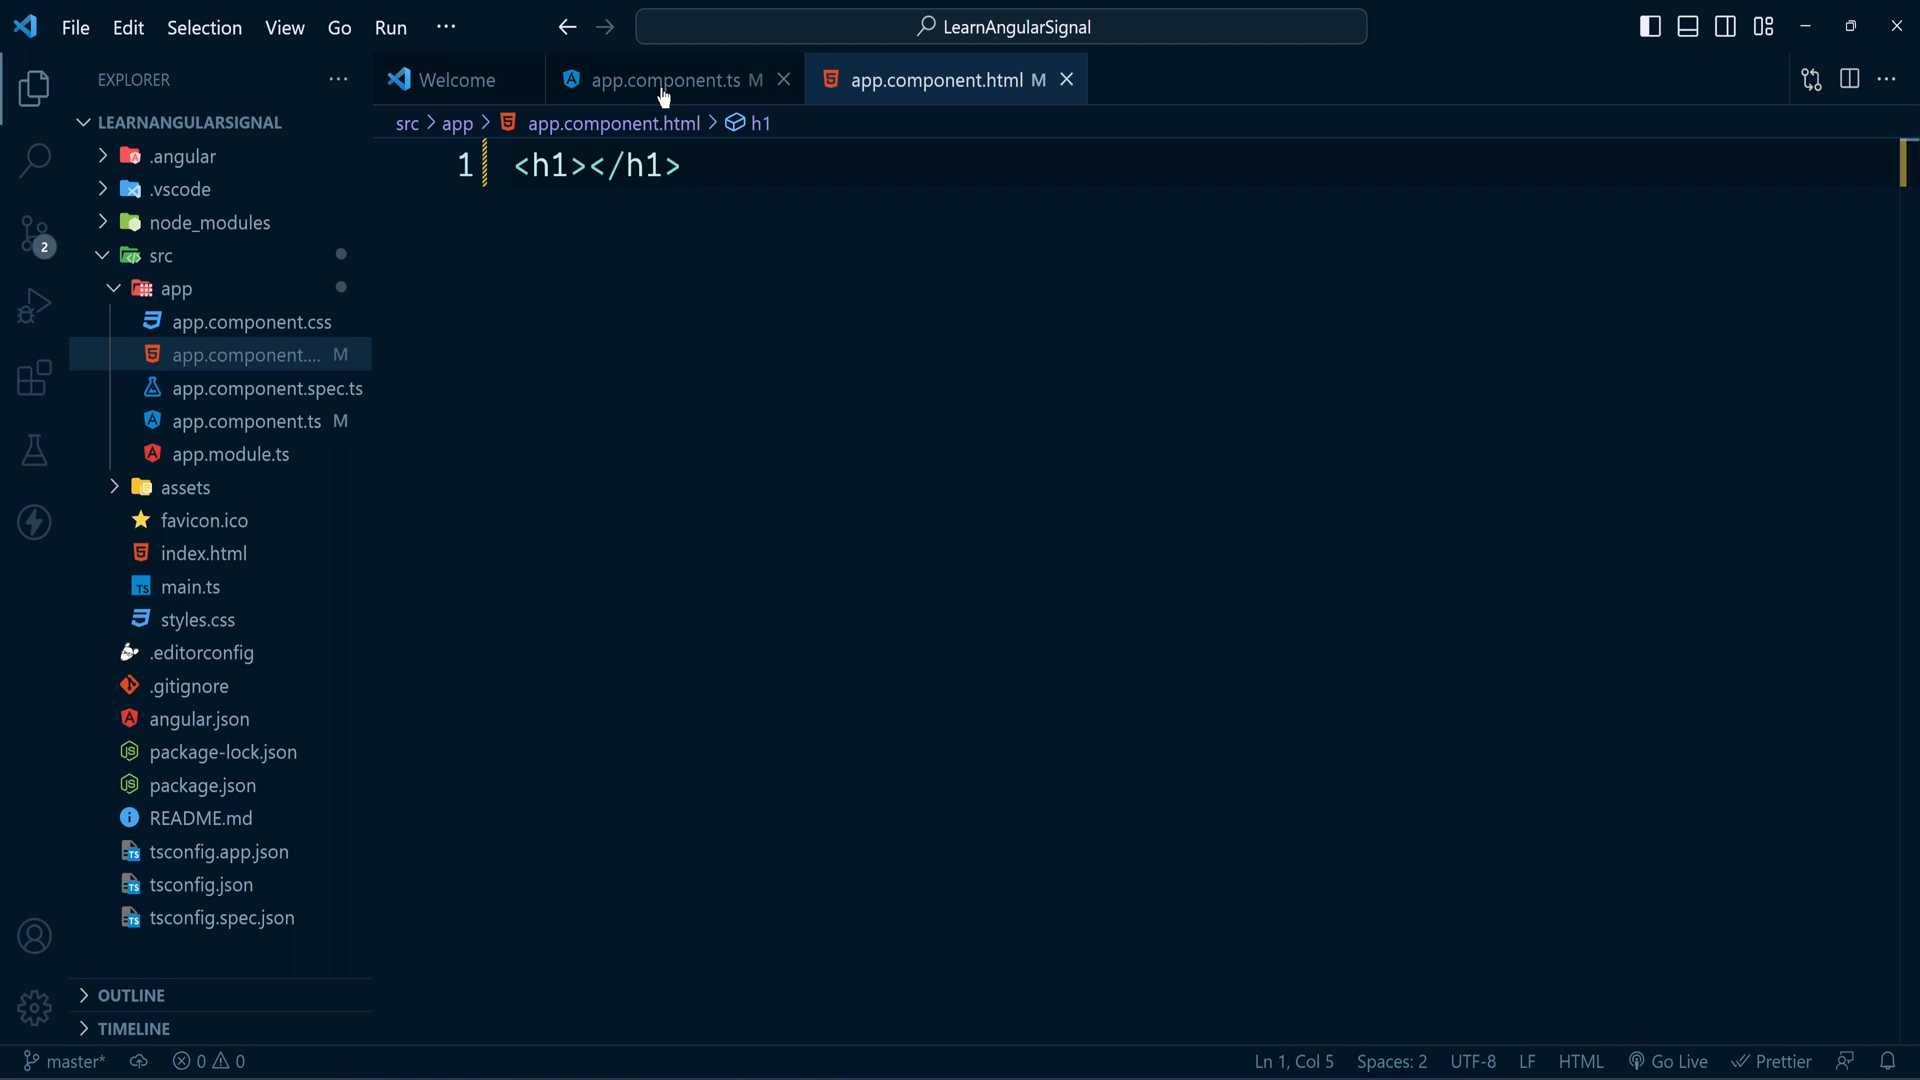 File Edit Selection View Go Run ···
LearnAngularSignal
EXPLORER ···
LEARNANGULARSIGNAL
.angular
.vscode
node_modules
src
app
app.component.css
app.component.... M
app.component.spec.ts
app.component.ts M
app.module.ts
assets
favicon.ico
index.html
main.ts
styles.css
.editorconfig
.gitignore
angular.json
package-lock.json
package.json
README.md
tsconfig.app.json
tsconfig.json
tsconfig.spec.json
OUTLINE
TIMELINE
2
Welcome
app.component.ts M
app.component.html M
src > app > app.component.html > h1
1 <h1></h1>
master* 0 0
Ln 1, Col 5 Spaces: 2 UTF-8 LF HTML Go Live Prettier